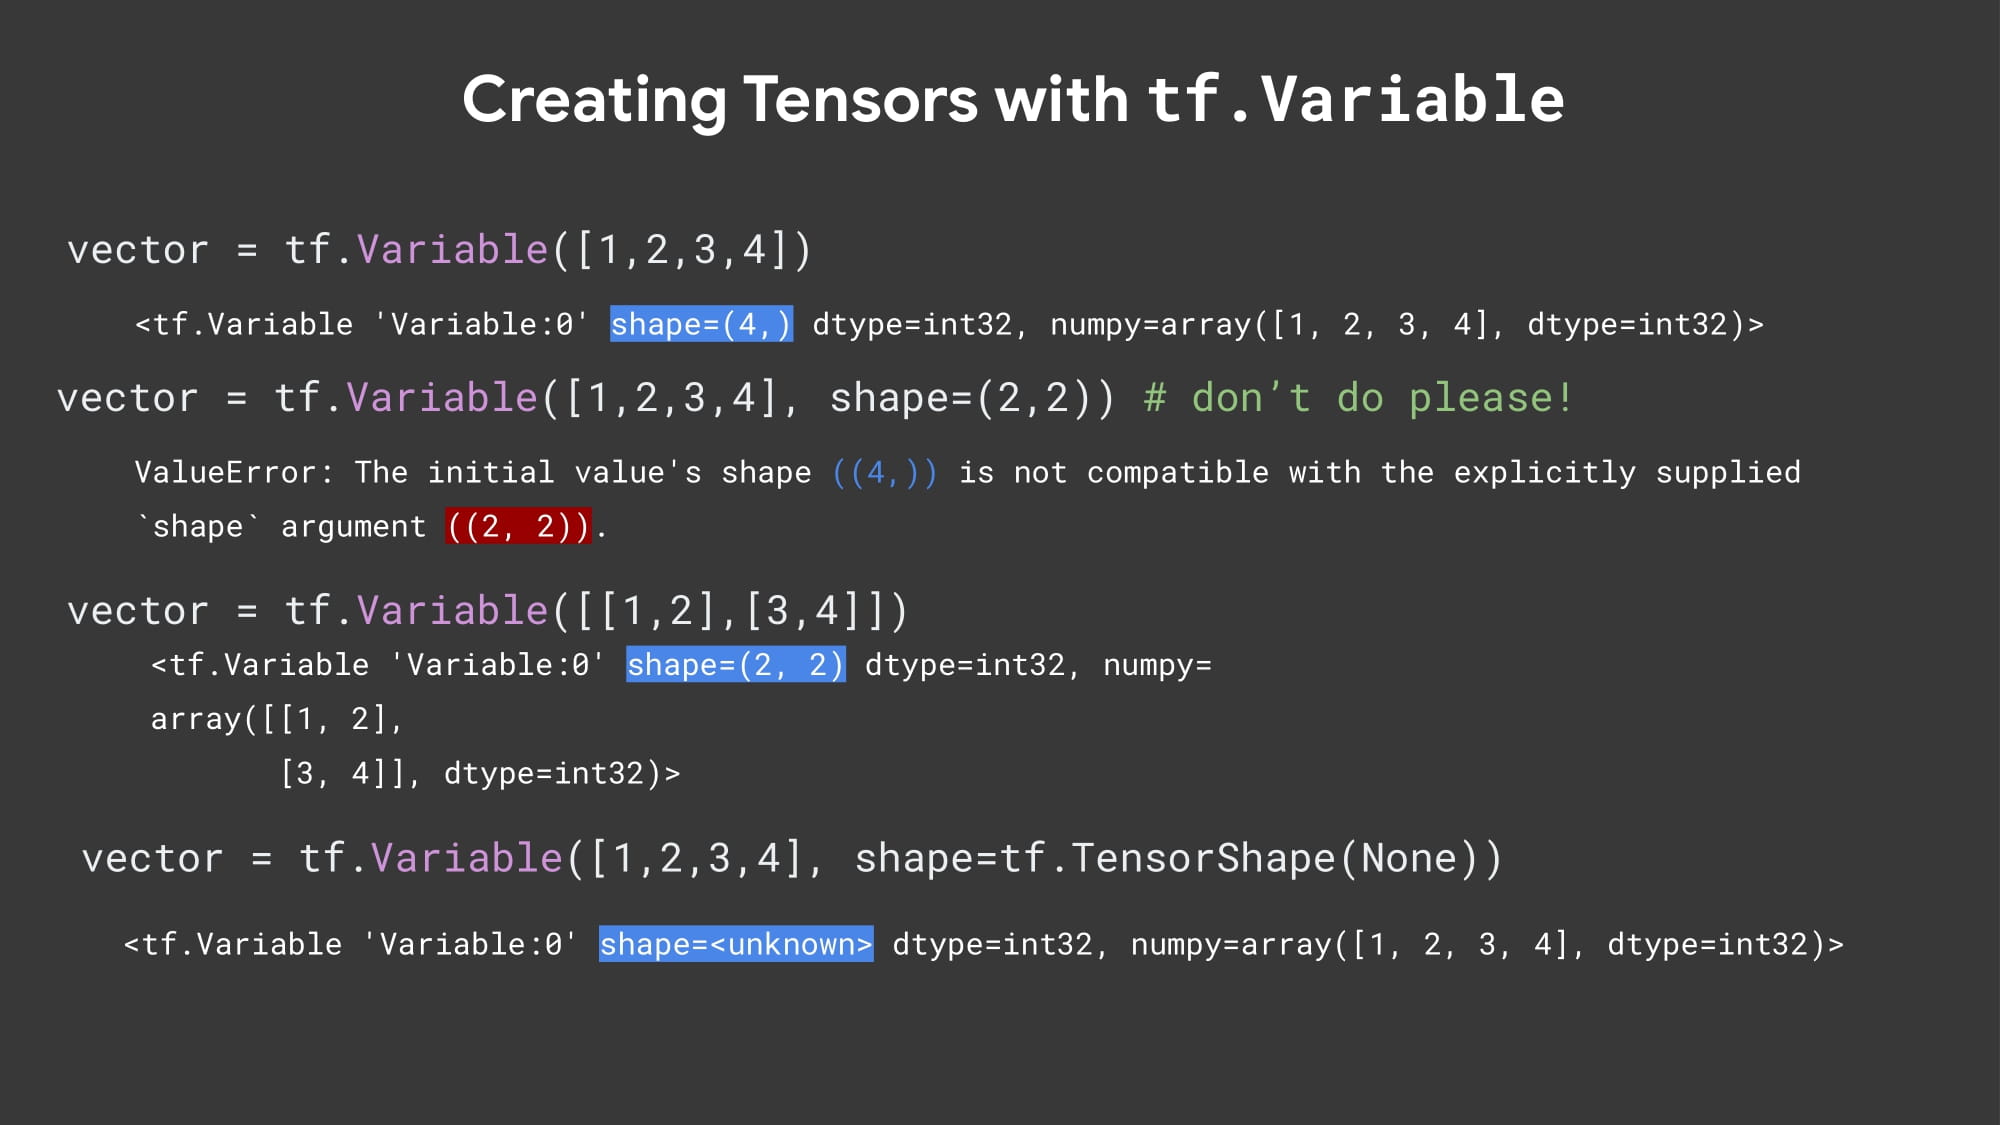 Creating Tensors with tf.Variable
vector = tf.Variable([1,2,3,4])
<tf.Variable 'Variable:0' shape=(4,) dtype=int32, numpy=array([1, 2, 3, 4], dtype=int32)>
vector = tf.Variable([1,2,3,4], shape=(2,2)) # don’t do please!
ValueError: The initial value's shape ((4,)) is not compatible with the explicitly supplied
`shape` argument ((2, 2)).
vector = tf.Variable([[1,2],[3,4]])
<tf.Variable 'Variable:0' shape=(2, 2) dtype=int32, numpy=
array([[1, 2],
[3, 4]], dtype=int32)>
vector = tf.Variable([1,2,3,4], shape=tf.TensorShape(None))
<tf.Variable 'Variable:0' shape=<unknown> dtype=int32, numpy=array([1, 2, 3, 4], dtype=int32)>